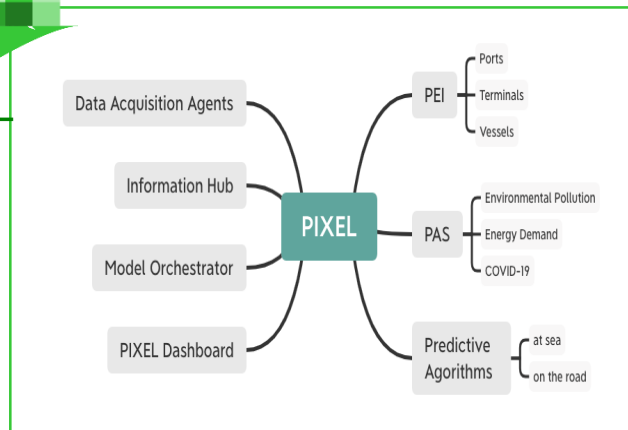 Data Acquisition Agents
Information Hub
Model Orchestrator
PIXEL Dashboard
PIXEL
PEI
Ports
Terminals
Vessels
PAS
Environmental Pollution
Energy Demand
COVID-19
Predictive
Agorithms
at sea
on the road